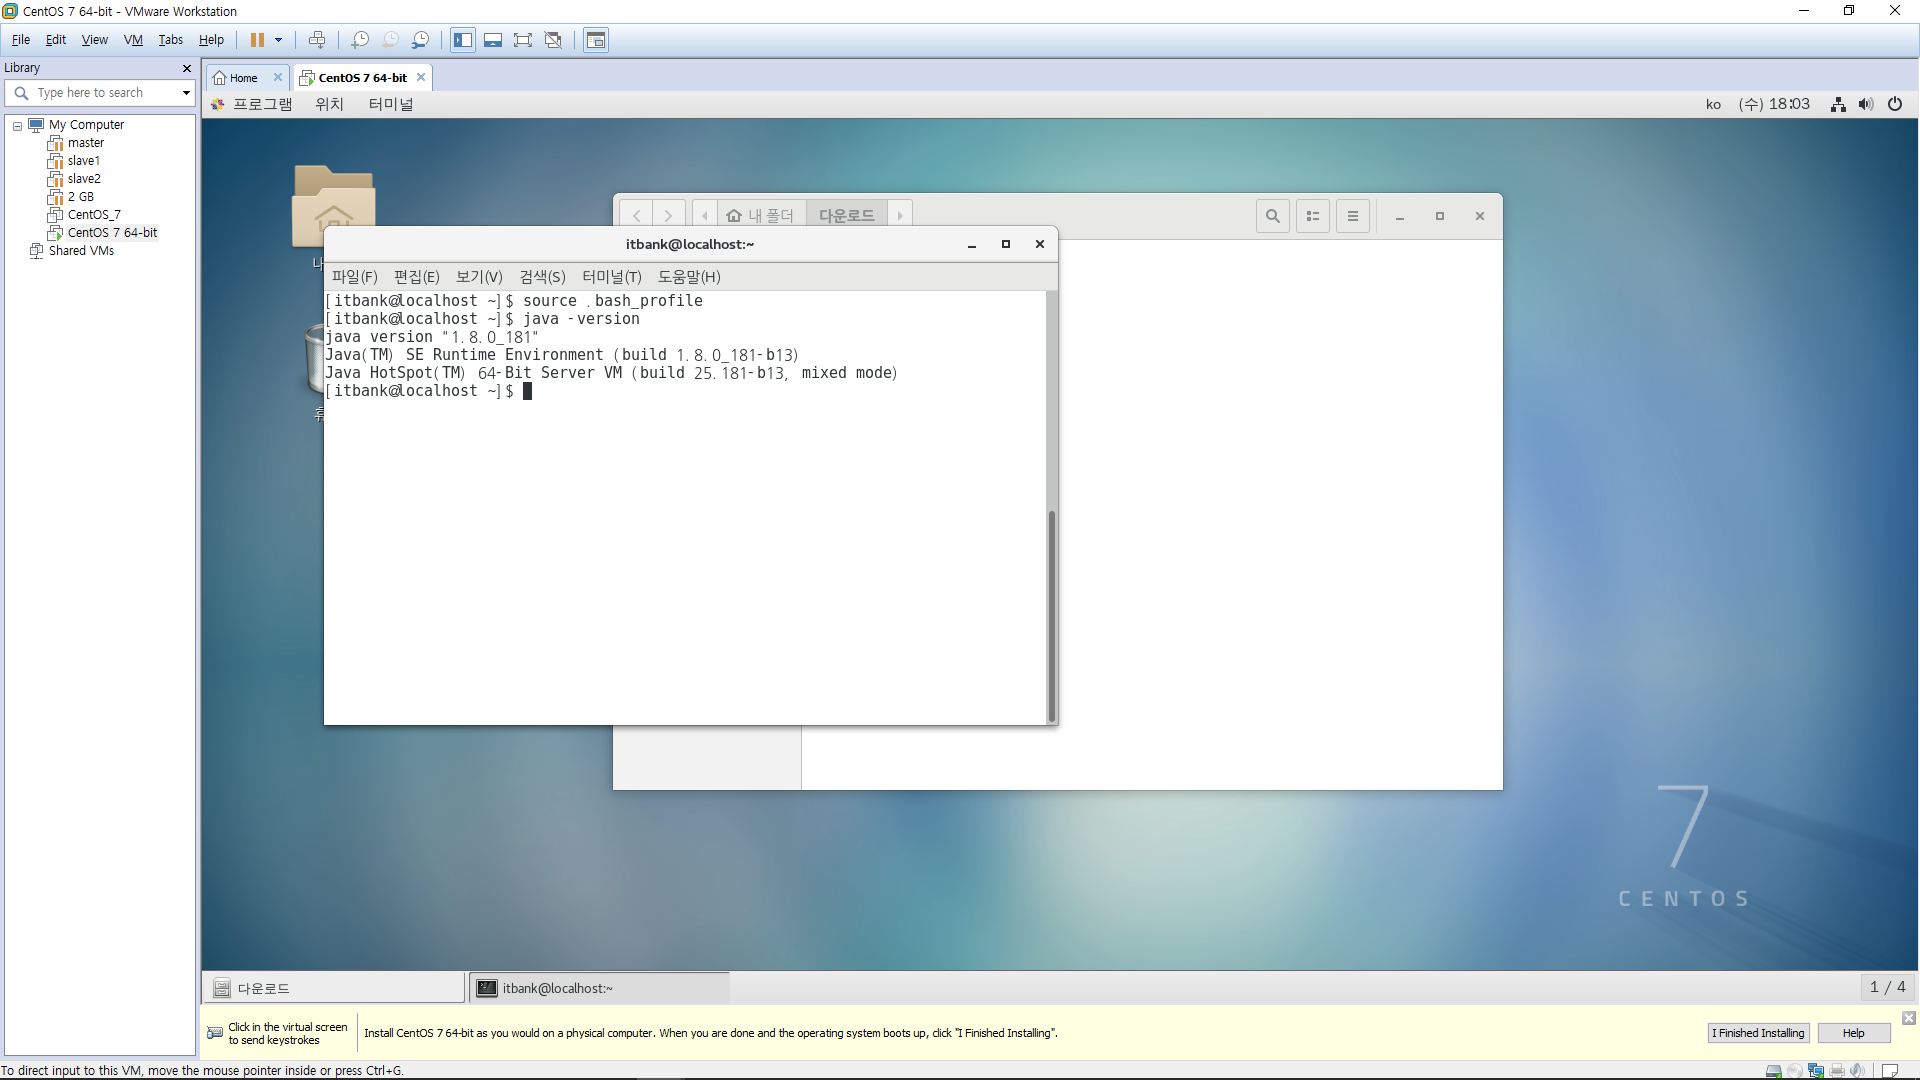 CentOS 7 64-bit - VMware Workstation
File Edit View VM Tabs Help
Library
Type here to search
My Computer
master
slave1
slave2
2 GB
CentOS_7
CentOS 7 64-bit
Shared VMs
Home
CentOS 7 64-bit
프로그램 위치 터미널
ko (수) 18:03
내 폴더 다운로드
itbank@localhost:~
파일(F) 편집(E) 보기(V) 검색(S) 터미널(T) 도움말(H)
[itbank@localhost ~]$ source .bash_profile
[itbank@localhost ~]$ java -version
java version "1.8.0_181"
Java(TM) SE Runtime Environment (build 1.8.0_181-b13)
Java HotSpot(TM) 64-Bit Server VM (build 25.181-b13, mixed mode)
[itbank@localhost ~]$
7
CENTOS
다운로드
itbank@localhost:~
1 / 4
Click in the virtual screen
to send keystrokes
Install CentOS 7 64-bit as you would on a physical computer. When you are done and the operating system boots up, click "I Finished Installing".
I Finished Installing
Help
To direct input to this VM, move the mouse pointer inside or press Ctrl+G.